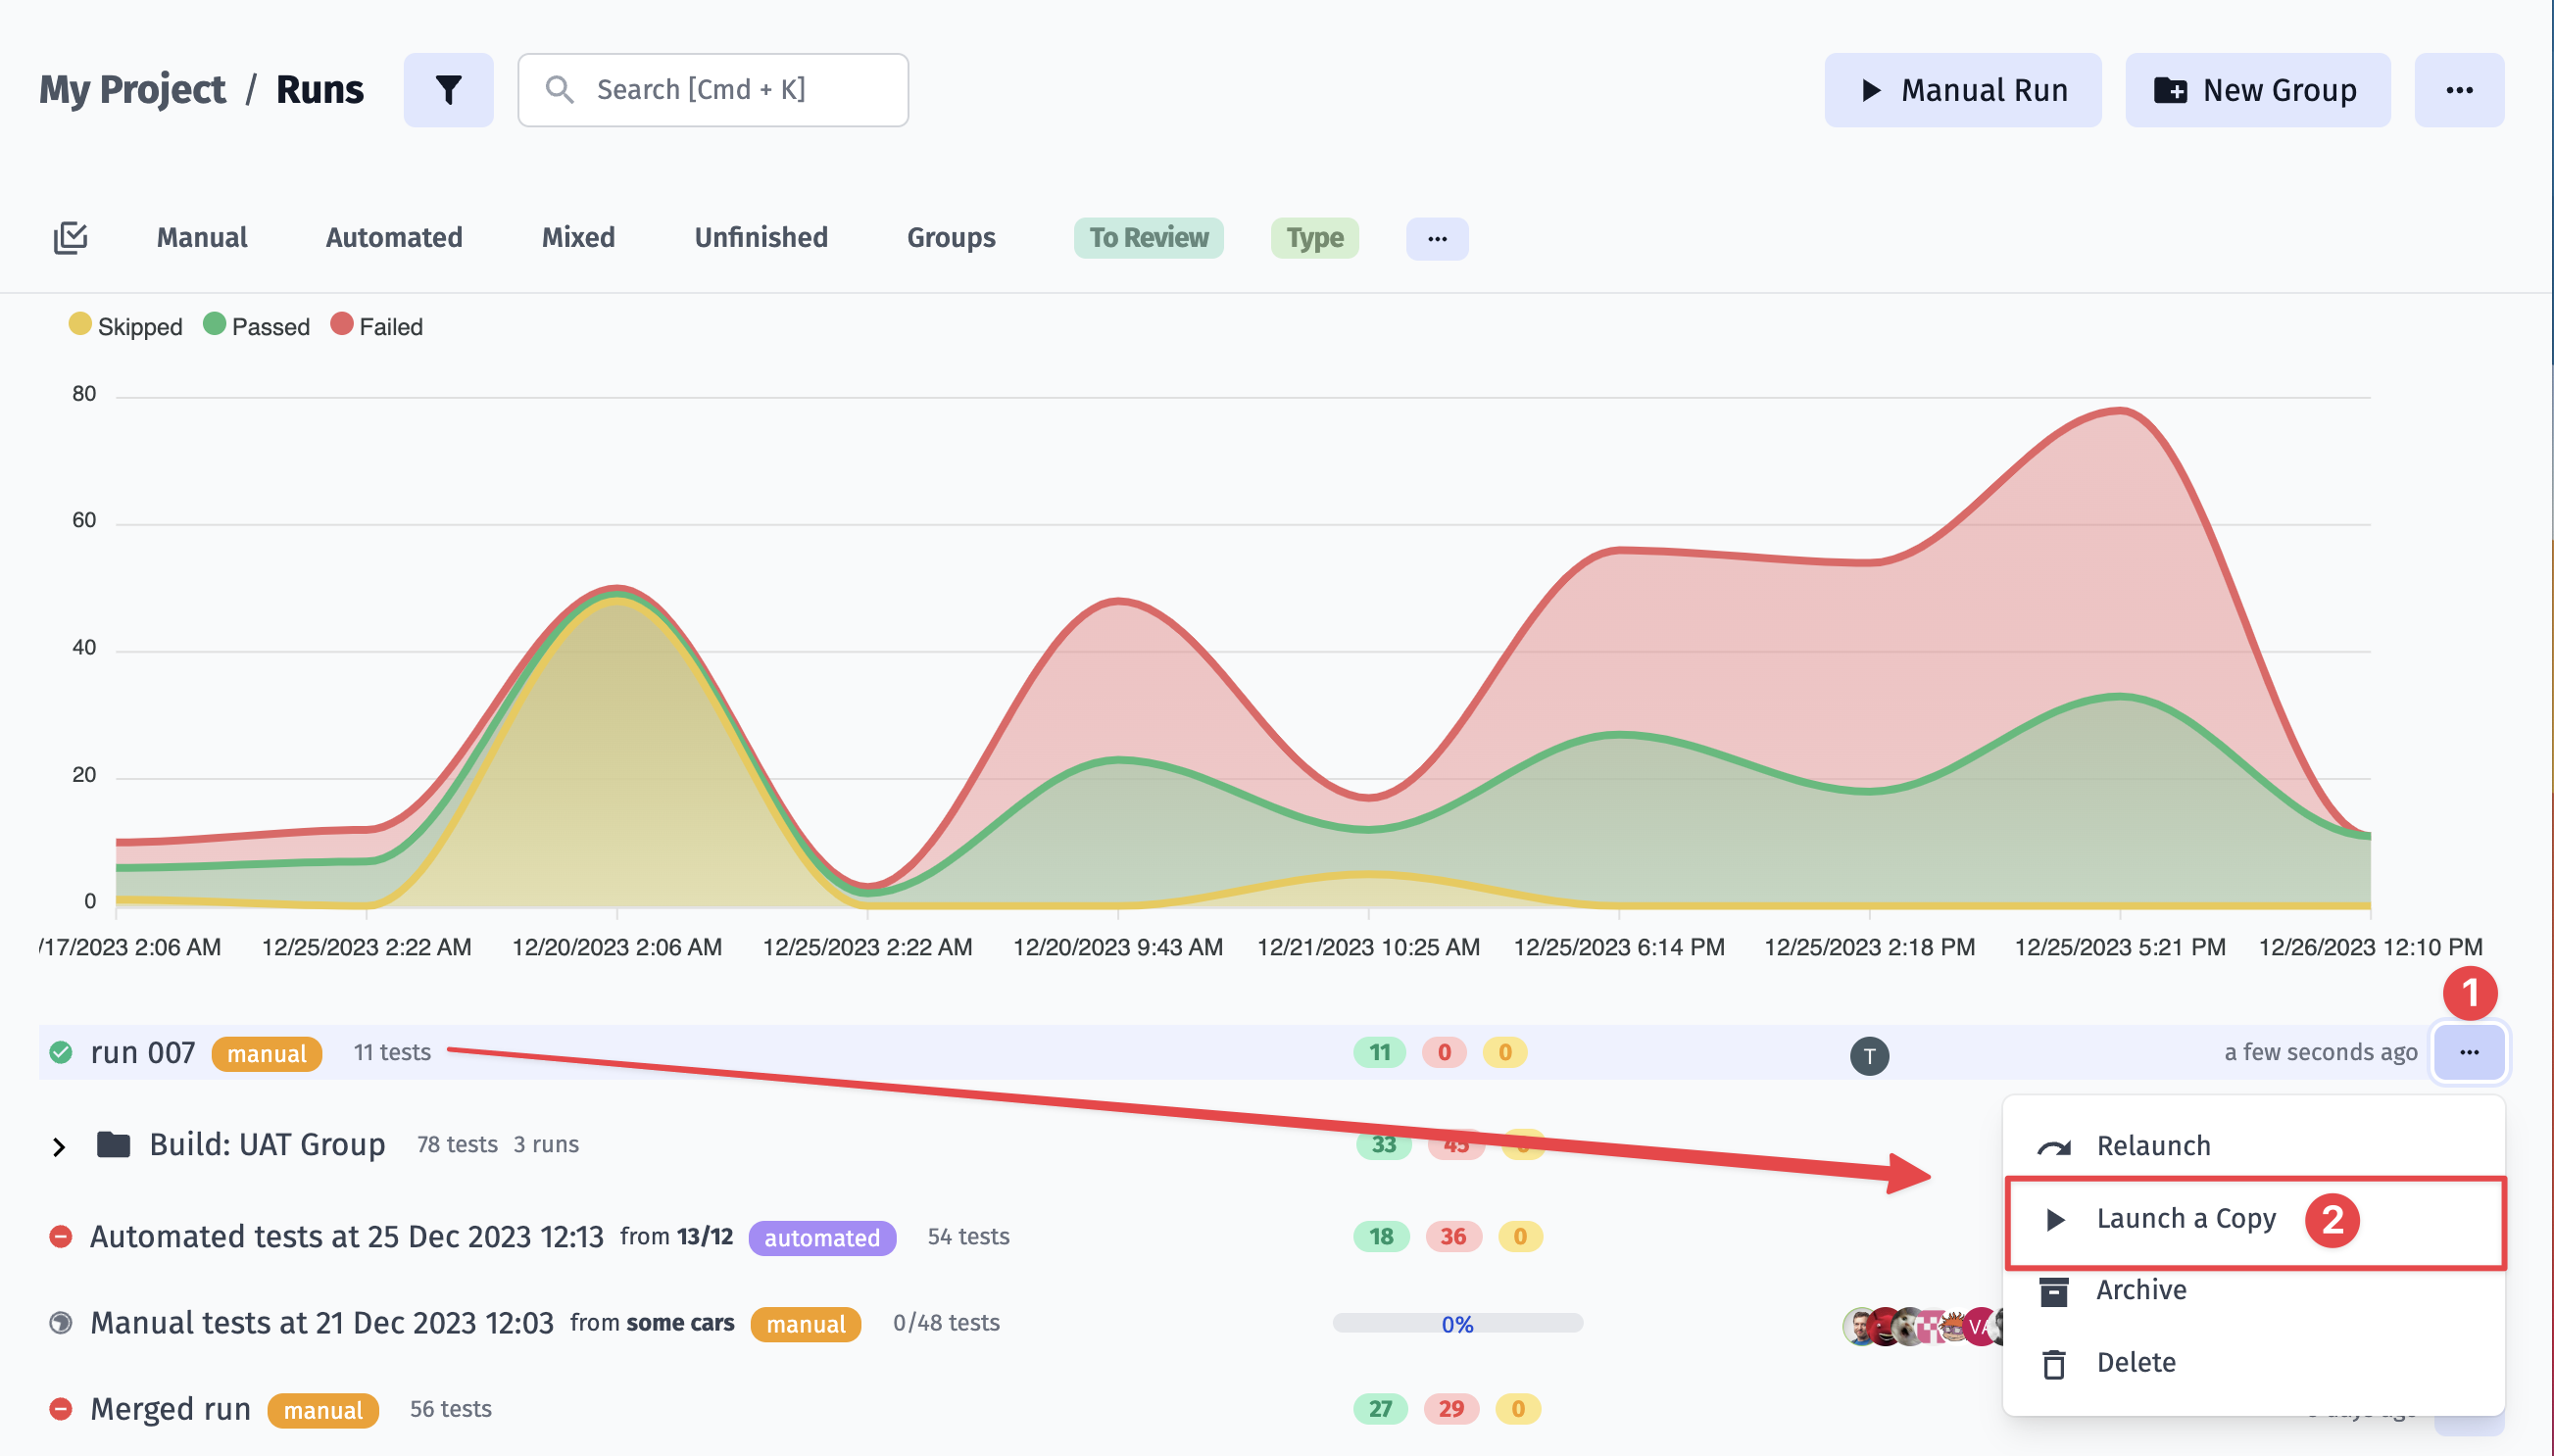 My Project / Runs
Search [Cmd + K]
Manual Run
New Group
Manual
Automated
Mixed
Unfinished
Groups
To Review
Type
Skipped
Passed
Failed
80
60
40
20
0
/17/2023 2:06 AM
12/25/2023 2:22 AM
12/20/2023 2:06 AM
12/25/2023 2:22 AM
12/20/2023 9:43 AM
12/21/2023 10:25 AM
12/25/2023 6:14 PM
12/25/2023 2:18 PM
12/25/2023 5:21 PM
12/26/2023 12:10 PM
1
run 007 manual 11 tests 11 0 0 T a few seconds ago
Build: UAT Group 78 tests 3 runs 33 45
Relaunch
Launch a Copy 2
Automated tests at 25 Dec 2023 12:13 from 13/12 automated 54 tests 18 36 0
Archive
Manual tests at 21 Dec 2023 12:03 from some cars manual 0/48 tests 0% VA
Delete
Merged run manual 56 tests 27 29 0